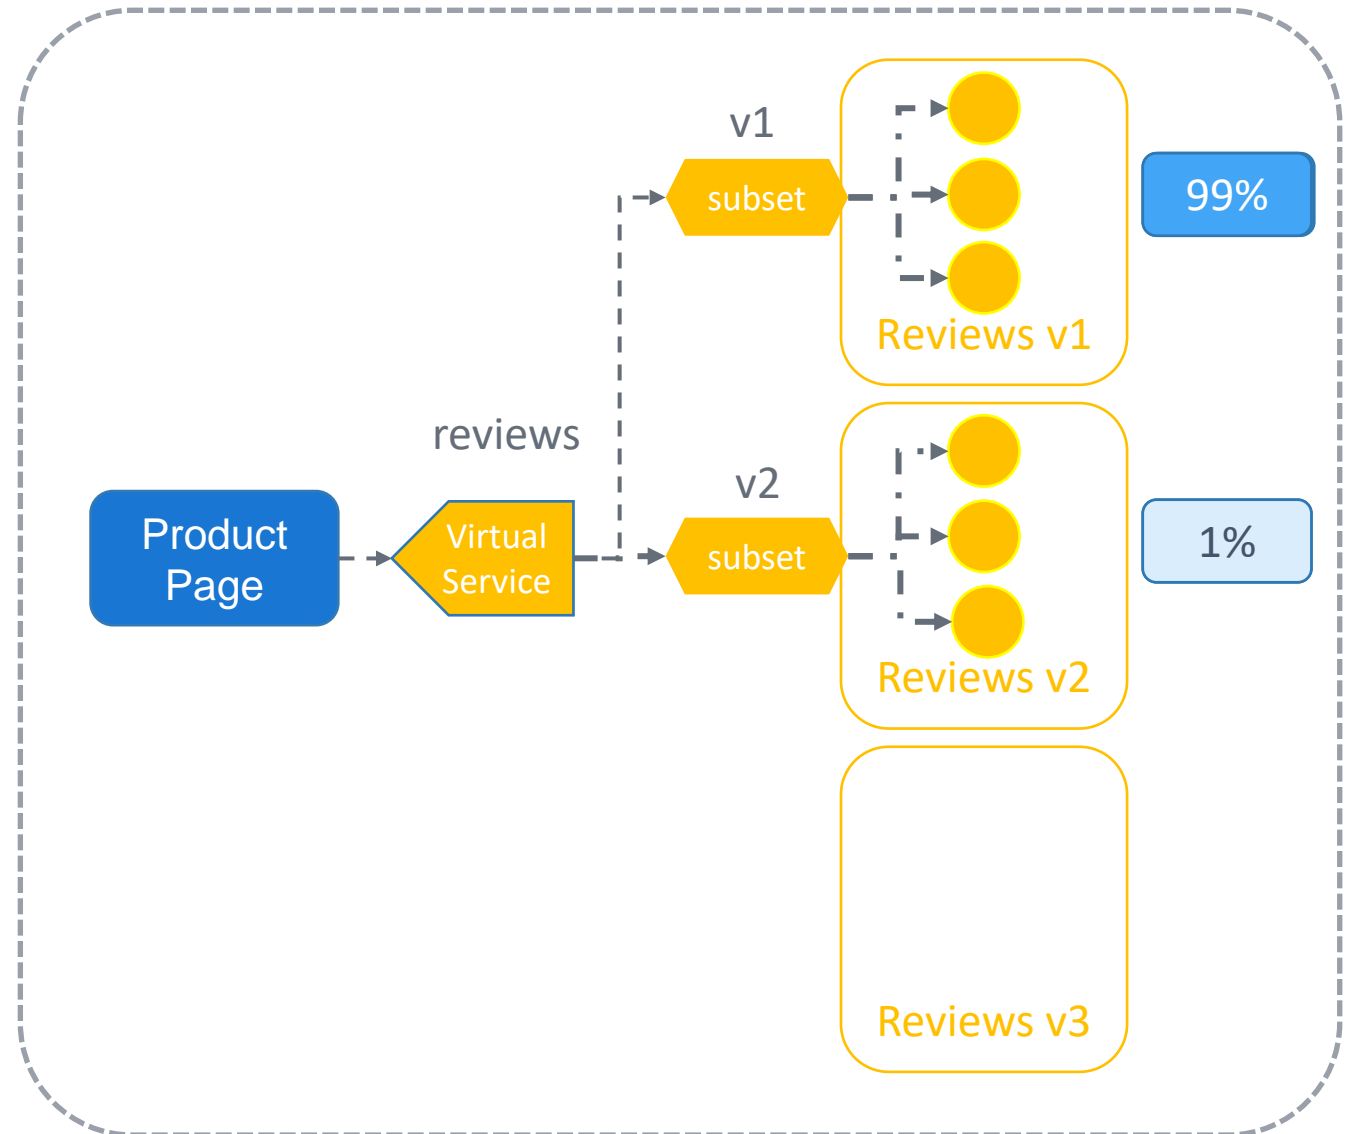 v1
subset
99%
Reviews v1
reviews
v2
Product
Page
Virtual
Service
subset
1%
Reviews v2
Reviews v3